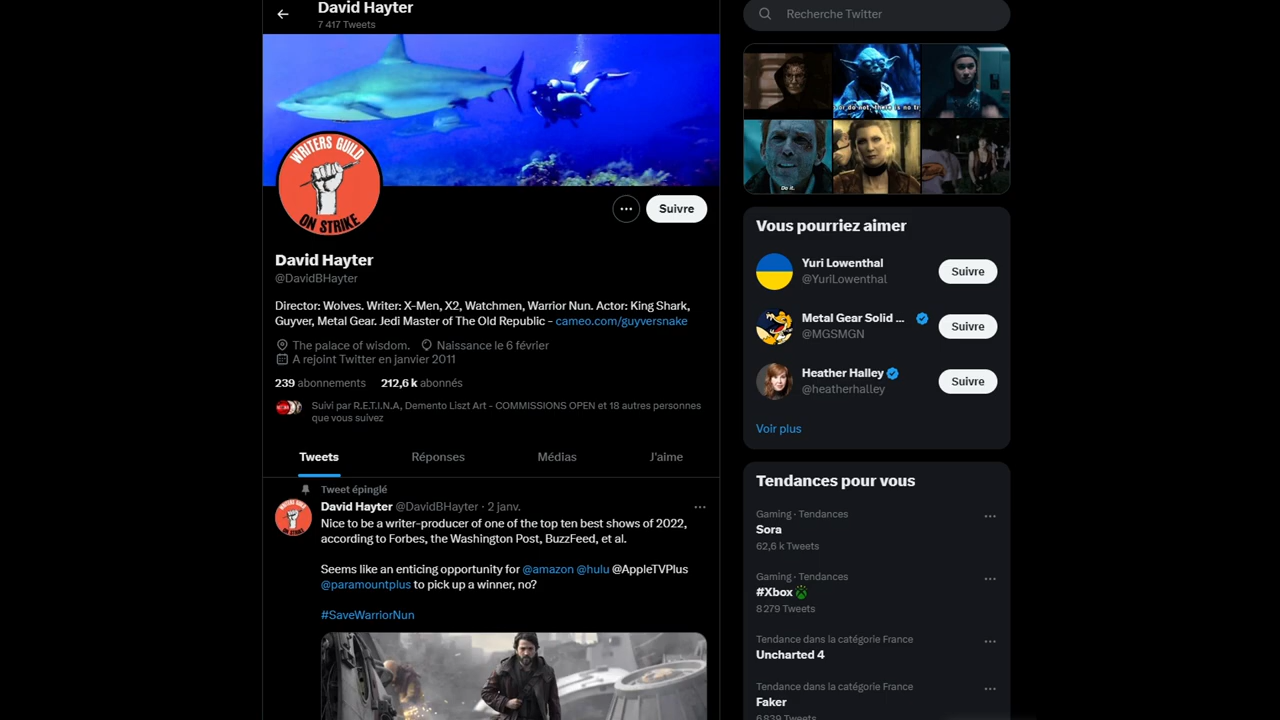 David Hayter
7 417 Tweets
WRITERS GUILD
ON STRIKE
Suivre
David Hayter
@DavidBHayter
Director: Wolves. Writer: X-Men, X2, Watchmen, Warrior Nun. Actor: King Shark,
Guyver, Metal Gear. Jedi Master of The Old Republic – cameo.com/guyversnake
The palace of wisdom. Naissance le 6 février
A rejoint Twitter en janvier 2011
239 abonnements 212,6 k abonnés
Suivi par R.E.T.I.N.A, Demento Liszt Art - COMMISSIONS OPEN et 18 autres personnes
que vous suivez
Tweets Réponses Médias J'aime
Tweet épinglé
David Hayter @DavidBHayter · 2 janv.
Nice to be a writer-producer of one of the top ten best shows of 2022,
according to Forbes, the Washington Post, BuzzFeed, et al.
Seems like an enticing opportunity for @amazon @hulu @AppleTVPlus
@paramountplus to pick up a winner, no?
#SaveWarriorNun
Recherche Twitter
Do it.
Vous pourriez aimer
Yuri Lowenthal
@YuriLowenthal
Suivre
Metal Gear Solid ...
@MGSMGN
Suivre
Heather Halley
@heatherhalley
Suivre
Voir plus
Tendances pour vous
Gaming · Tendances
Sora
62,6 k Tweets
Gaming · Tendances
#Xbox
8 279 Tweets
Tendance dans la catégorie France
Uncharted 4
Tendance dans la catégorie France
Faker
6 839 Tweets